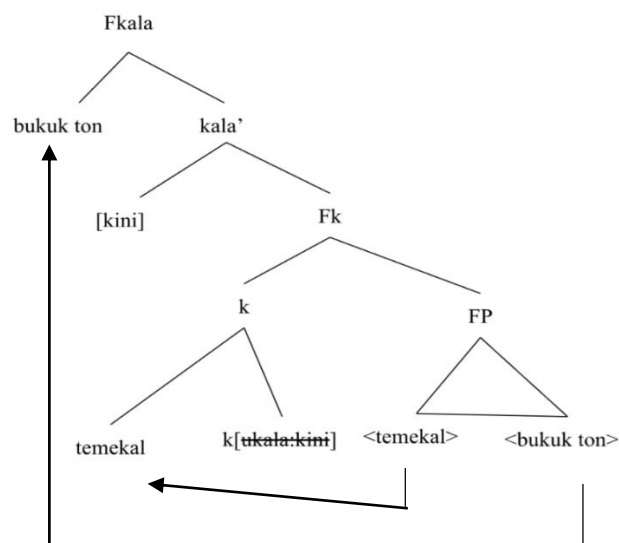 Fkala
bukuk ton kala’
[kini] Fk
k FP
temekal k[ukala:kini] <temekal> <bukuk ton>